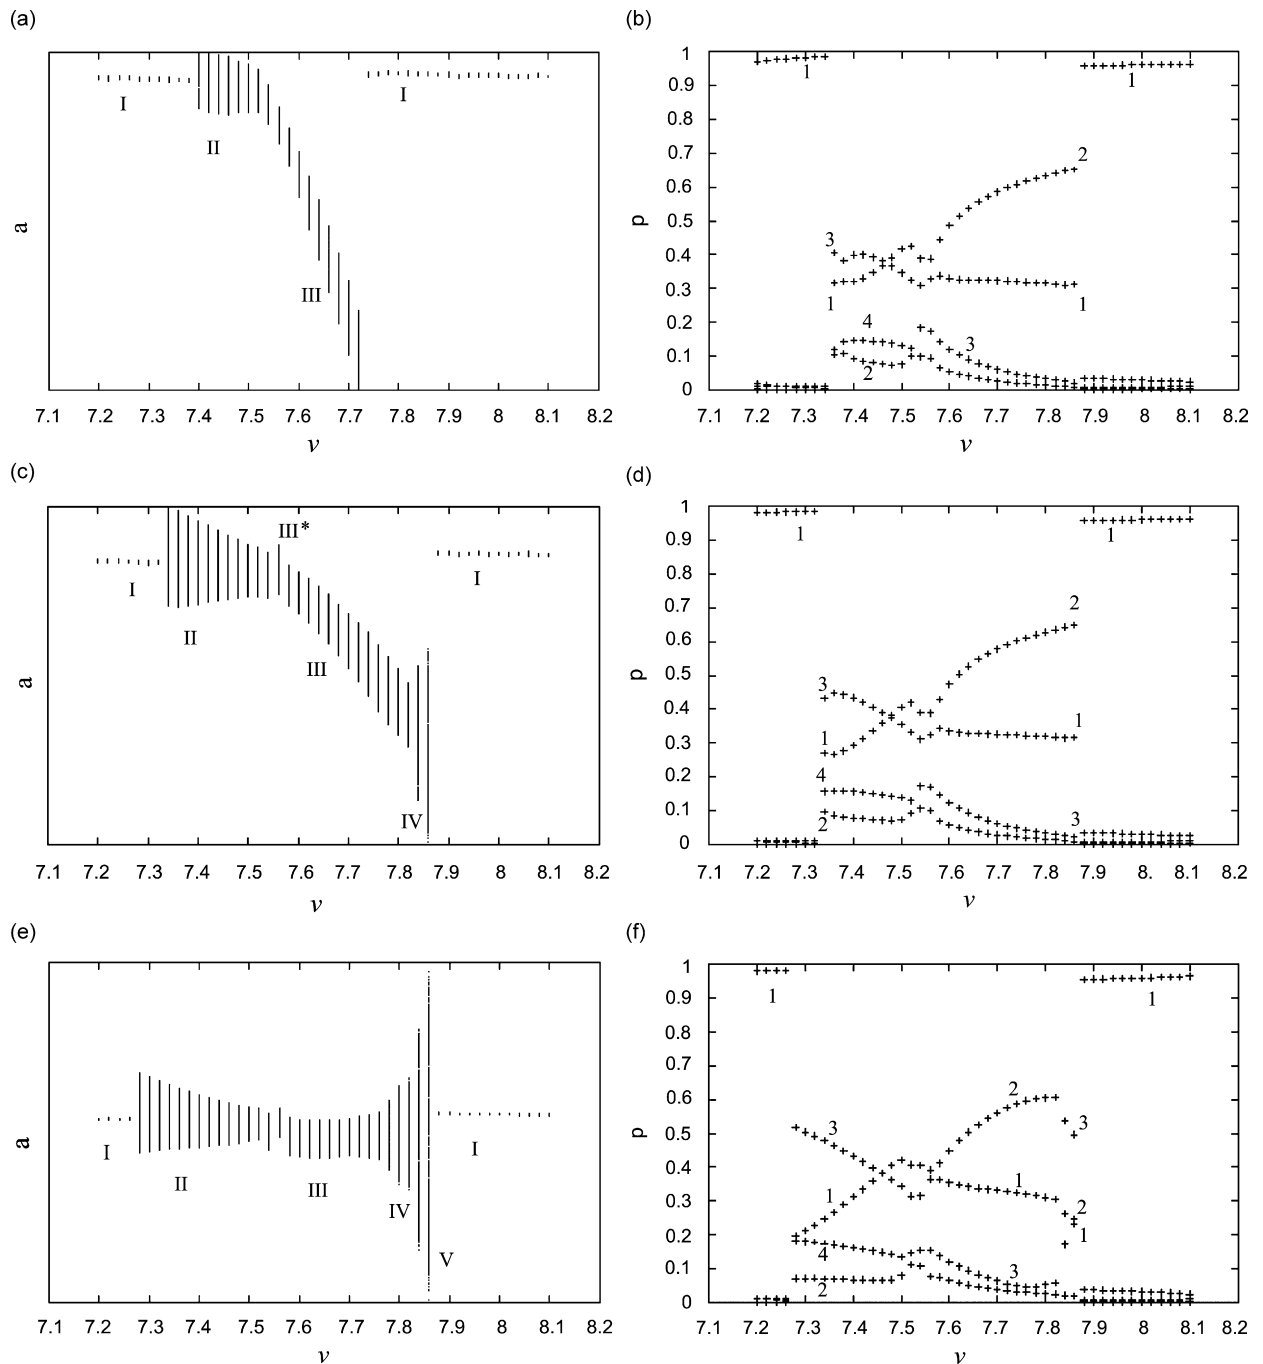 (a)
a
I
II
III
I
7.1 7.2 7.3 7.4 7.5 7.6 7.7 7.8 7.9 8 8.1 8.2
ν
(b)
p
1
0.9
0.8
0.7
0.6
0.5
0.4
0.3
0.2
0.1
0
1
1
2
3
1
4
3
2
1
7.1 7.2 7.3 7.4 7.5 7.6 7.7 7.8 7.9 8. 8.1 8.2
ν
(c)
a
I
II
III*
III
IV
I
7.1 7.2 7.3 7.4 7.5 7.6 7.7 7.8 7.9 8 8.1 8.2
ν
(d)
p
1
0.9
0.8
0.7
0.6
0.5
0.4
0.3
0.2
0.1
0
1
1
2
3
1
1
4
2
3
7.1 7.2 7.3 7.4 7.5 7.6 7.7 7.8 7.9 8. 8.1 8.2
ν
(e)
a
I
II
III
IV
V
I
7.1 7.2 7.3 7.4 7.5 7.6 7.7 7.8 7.9 8 8.1 8.2
ν
(f)
p
1
0.9
0.8
0.7
0.6
0.5
0.4
0.3
0.2
0.1
0
1
1
2
3
3
1
1
2
1
4
3
2
7.1 7.2 7.3 7.4 7.5 7.6 7.7 7.8 7.9 8. 8.1 8.2
ν